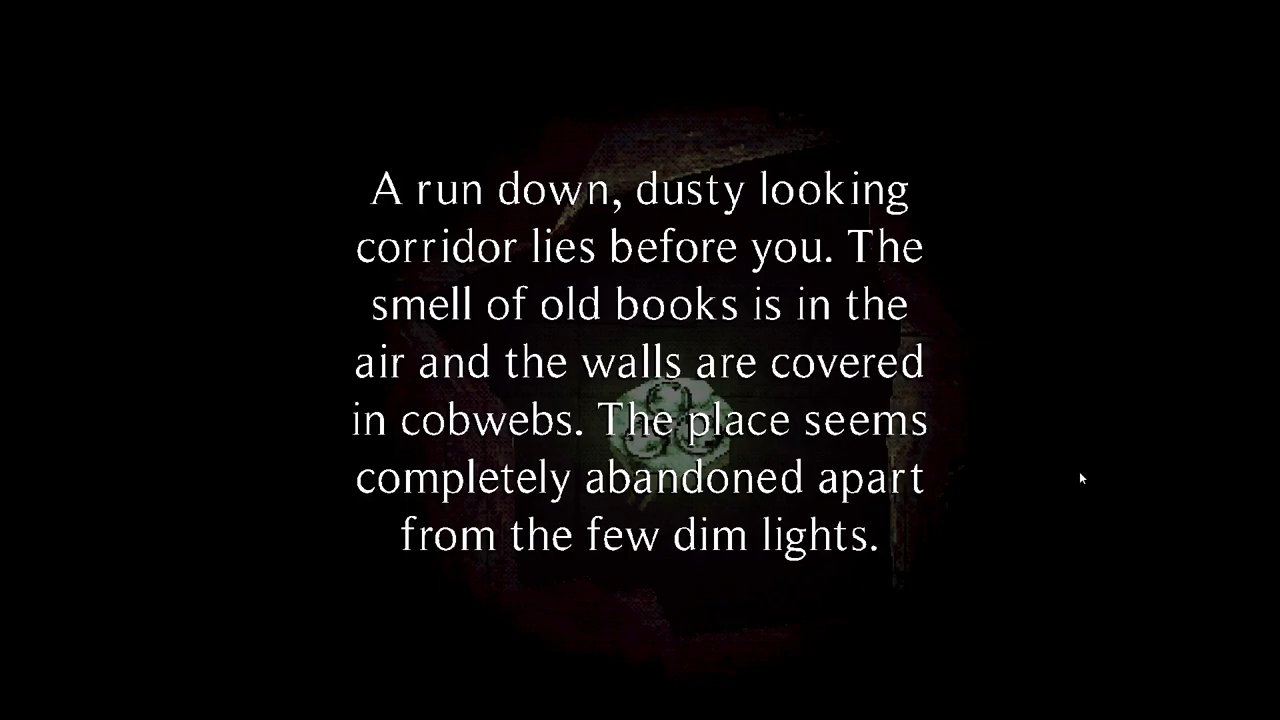 A run down, dusty looking
corridor lies before you. The
smell of old books is in the
air and the walls are covered
in cobwebs. The place seems
completely abandoned apart
from the few dim lights.